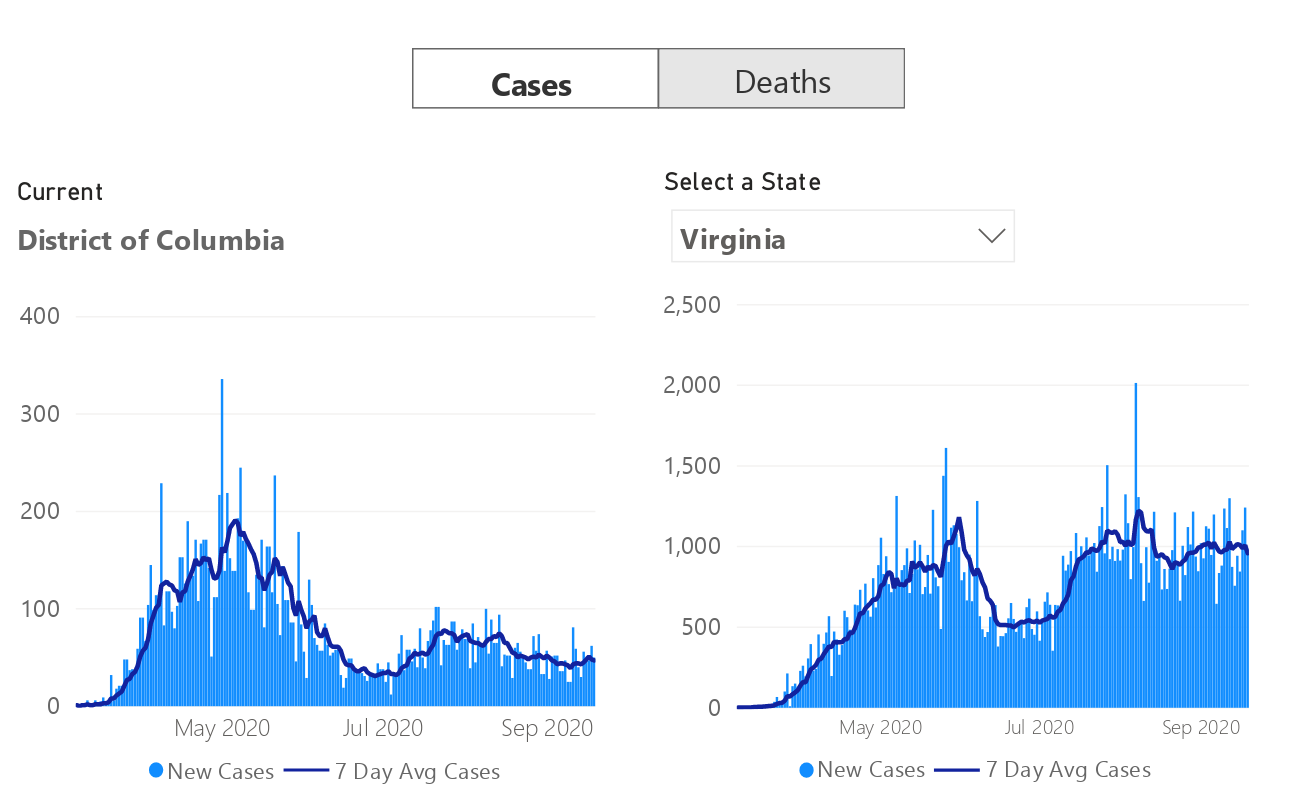 Cases
Deaths
Current
District of Columbia
400
300
200
100
0
May 2020
Jul 2020
Sep 2020
New Cases
7 Day Avg Cases
Select a State
Virginia
2,500
2,000
1,500
1,000
500
0
May 2020
Jul 2020
Sep 2020
New Cases
7 Day Avg Cases